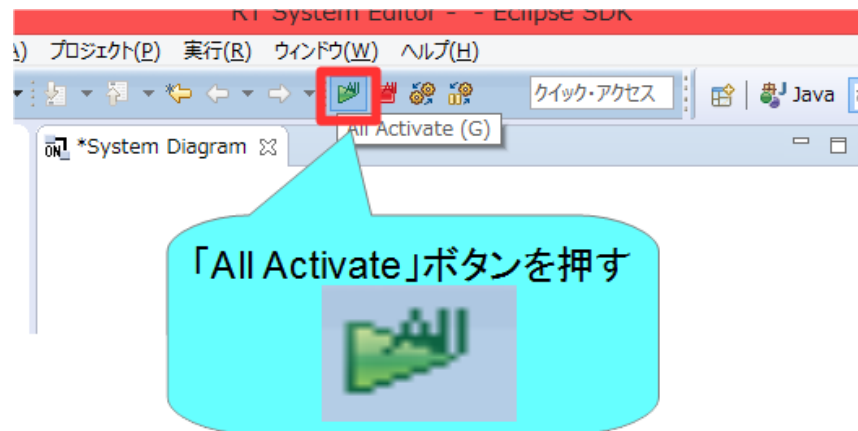 RT System Editor - - Eclipse SDK
) プロジェクト(P) 実行(R) ウィンドウ(W) ヘルプ(H)
クイック・アクセス Java
All Activate (G)
ON *System Diagram
「All Activate」ボタンを押す
All